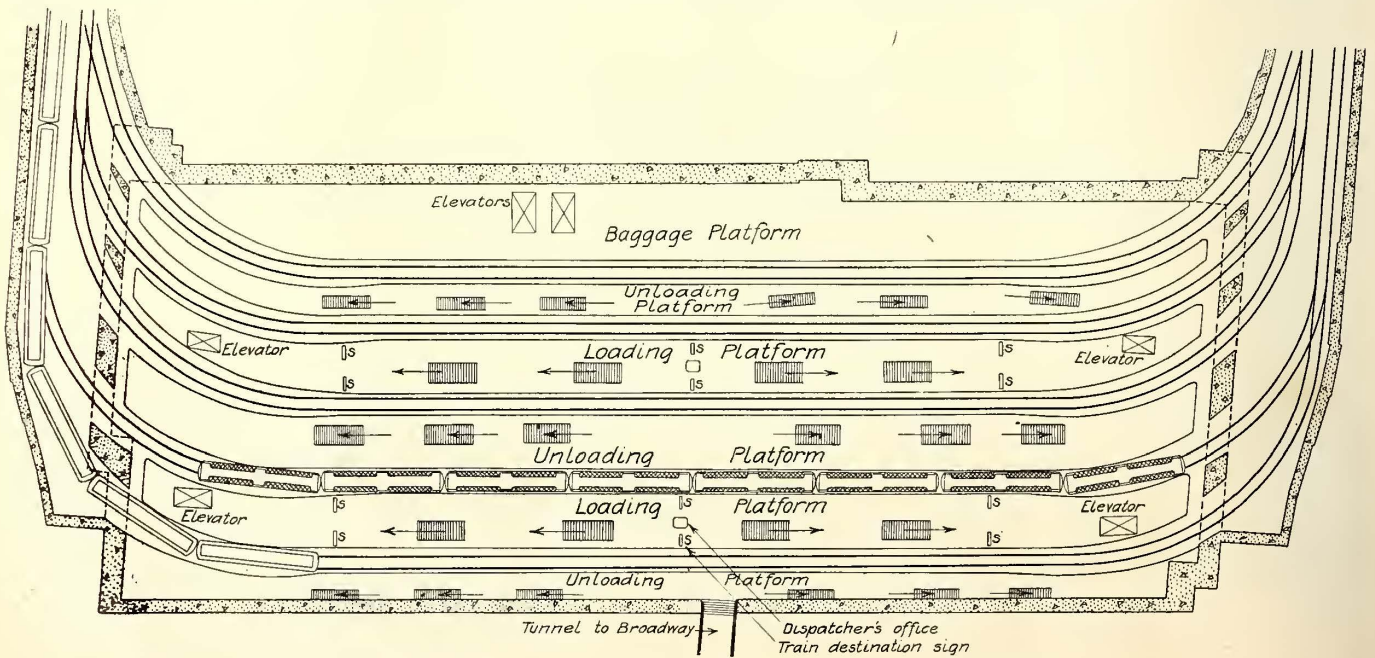 Elevators
Baggage Platform
Unloading
Platform
Elevator
S
Loading
S
Platform
S
Elevator
S
S
S
Unloading Platform
S
S
S
Elevator
Loading Platform
Elevator
S
S
S
Unloading Platform
Tunnel to Broadway
Dispatcher's office
Train destination sign